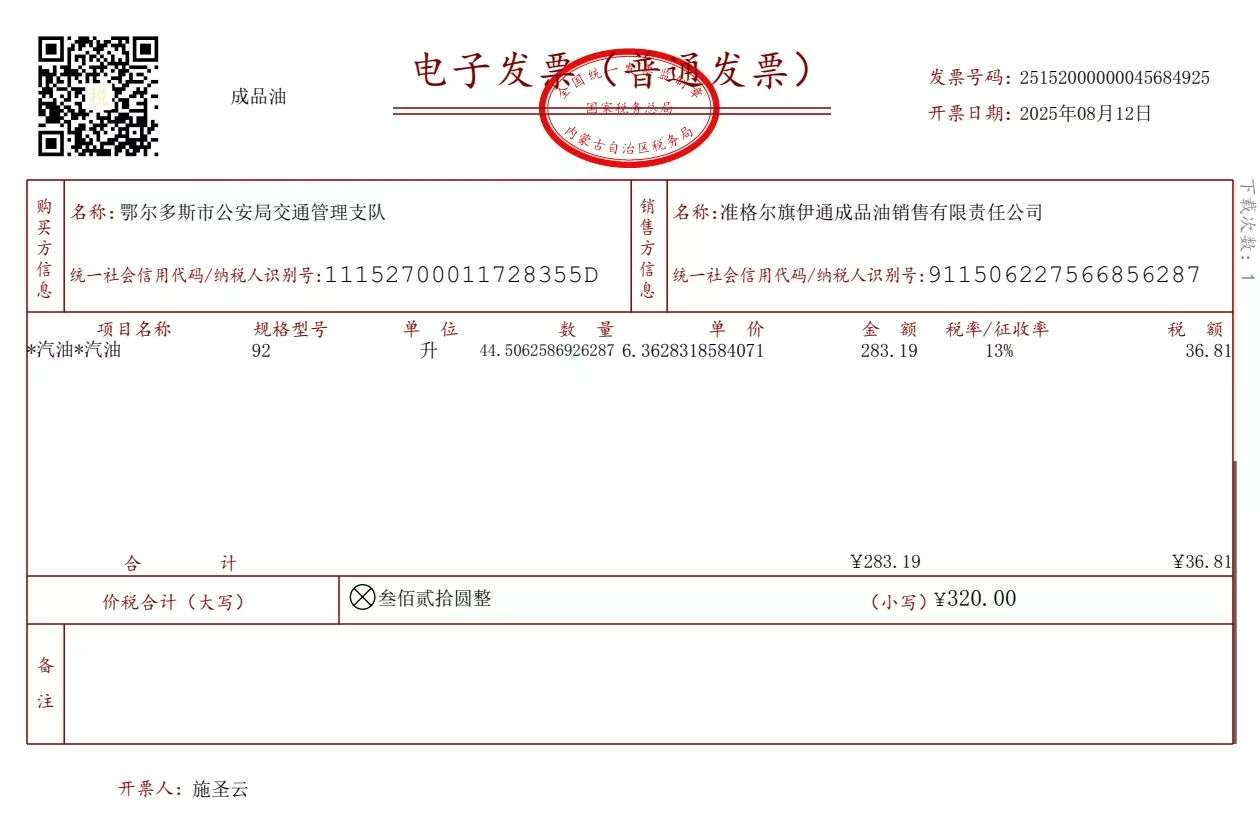 电子发票（普通发票）
税
成品油
全国统一发票监制章
国家税务总局
内蒙古自治区税务局
发票号码：25152000000045684925
开票日期：2025年08月12日
购买方信息
名称：鄂尔多斯市公安局交通管理支队
统一社会信用代码/纳税人识别号：11152700011728355D
销售方信息
名称：准格尔旗伊通成品油销售有限责任公司
统一社会信用代码/纳税人识别号：911506227566856287
下载次数：1
项目名称 规格型号 单位 数量 单价 金额 税率/征收率 税额
*汽油*汽油 92 升 44.5062586926287 6.3628318584071 283.19 13% 36.81
合计 ¥283.19 ¥36.81
价税合计（大写） 叁佰贰拾圆整 （小写）¥320.00
备注
开票人：施圣云